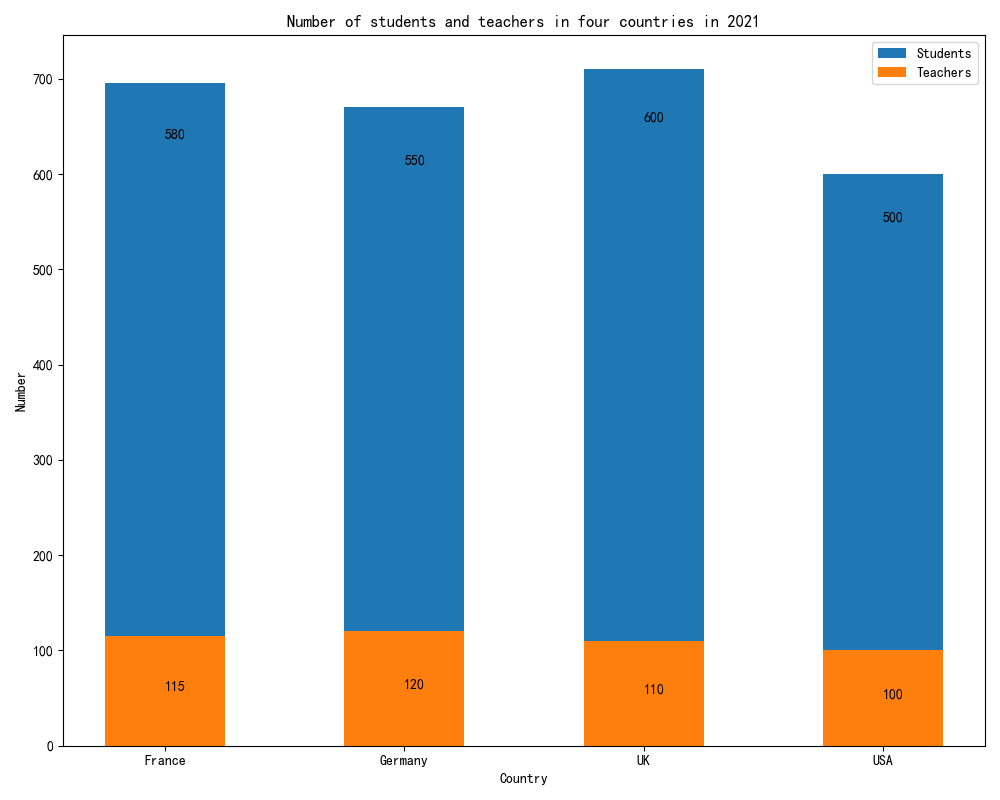 Number of students and teachers in four countries in 2021
Students
Teachers
700
600
500
400
300
200
100
0
Number
580
550
600
500
115
120
110
100
France
Germany
UK
USA
Country